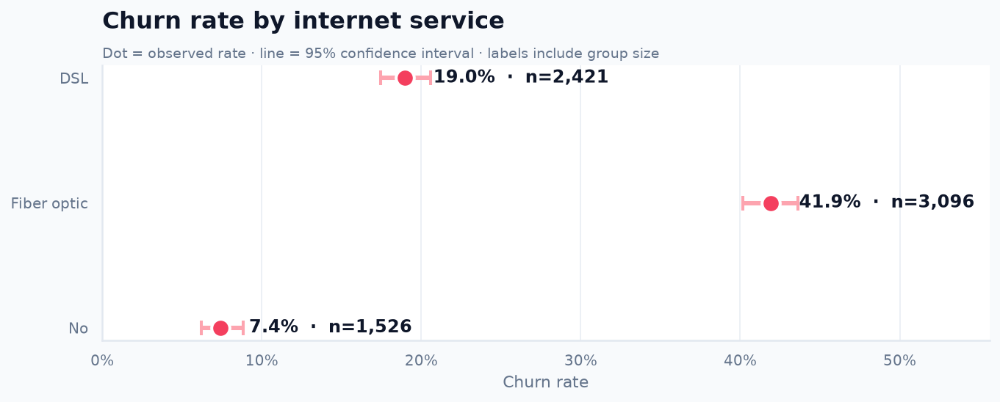 Churn rate by internet service
Dot = observed rate · line = 95% confidence interval · labels include group size
DSL
19.0% · n=2,421
Fiber optic
41.9% · n=3,096
No
7.4% · n=1,526
0% 10% 20% 30% 40% 50%
Churn rate